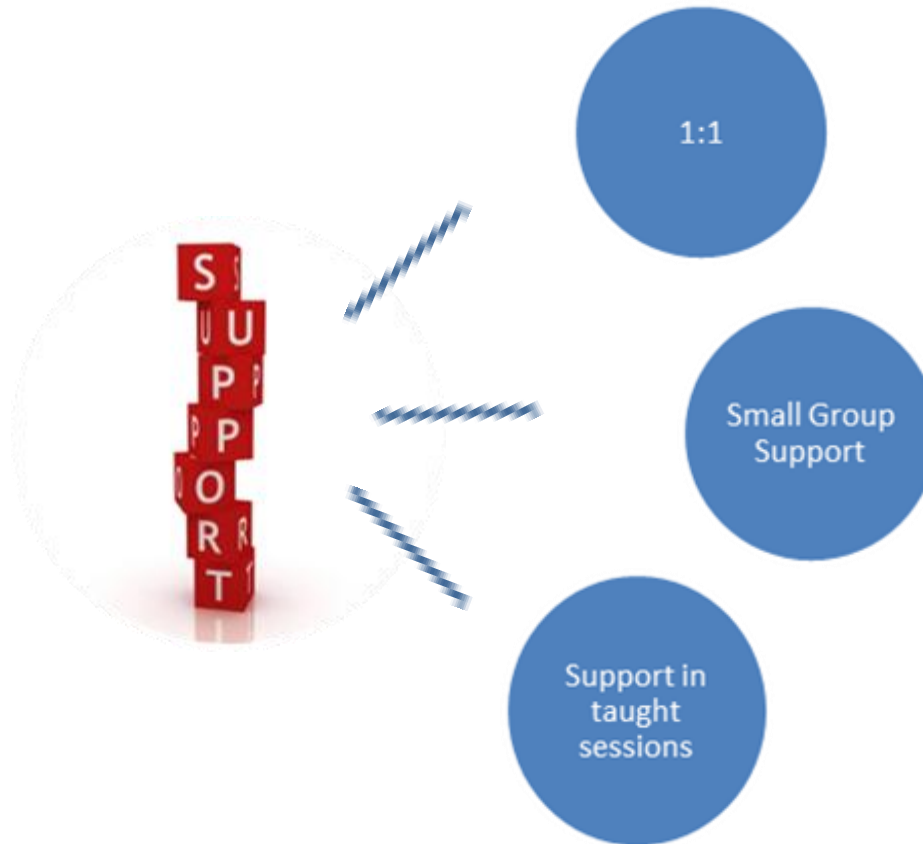 S S
U U
P P
P P
O O
R R
T T
1:1
Small Group
Support
Support in
taught
sessions